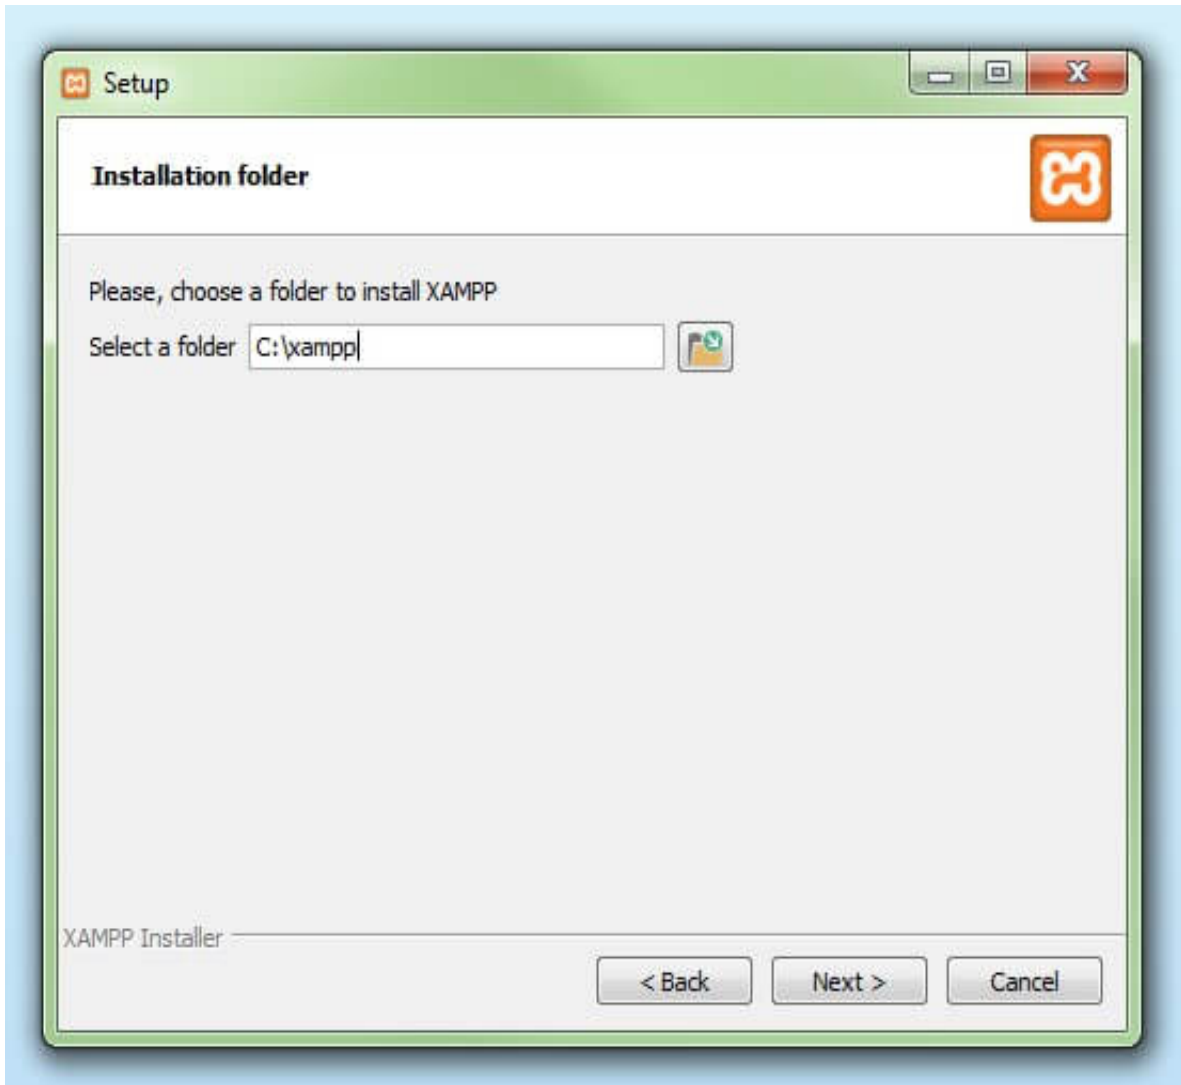 Setup
Installation folder
Please, choose a folder to install XAMPP
Select a folder C:\xampp
XAMPP Installer
< Back Next > Cancel